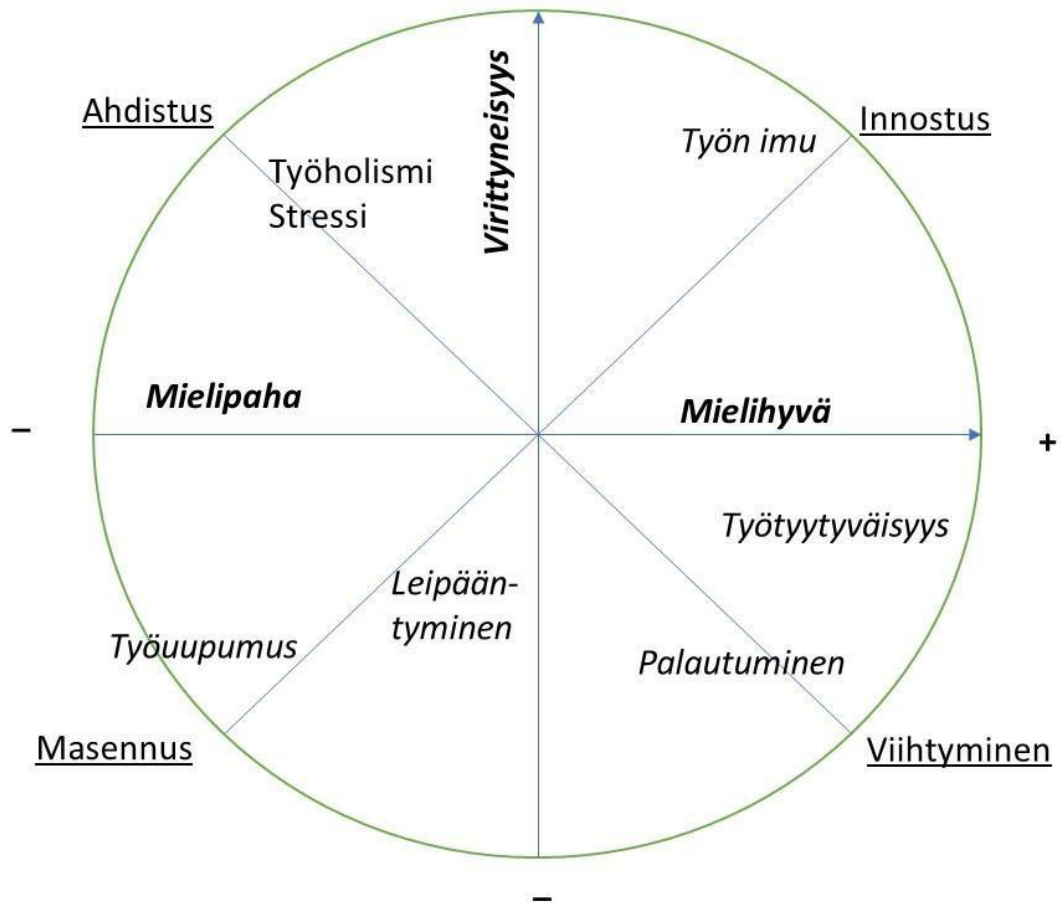 Virittyneisyys
Ahdistus
Innostus
Työn imu
Työholismi
Stressi
Mielipaha
Mielihyvä
–
+
Työtyytyväisyys
Leipään-
tyminen
Työuupumus
Palautuminen
Masennus
Viihtyminen
–